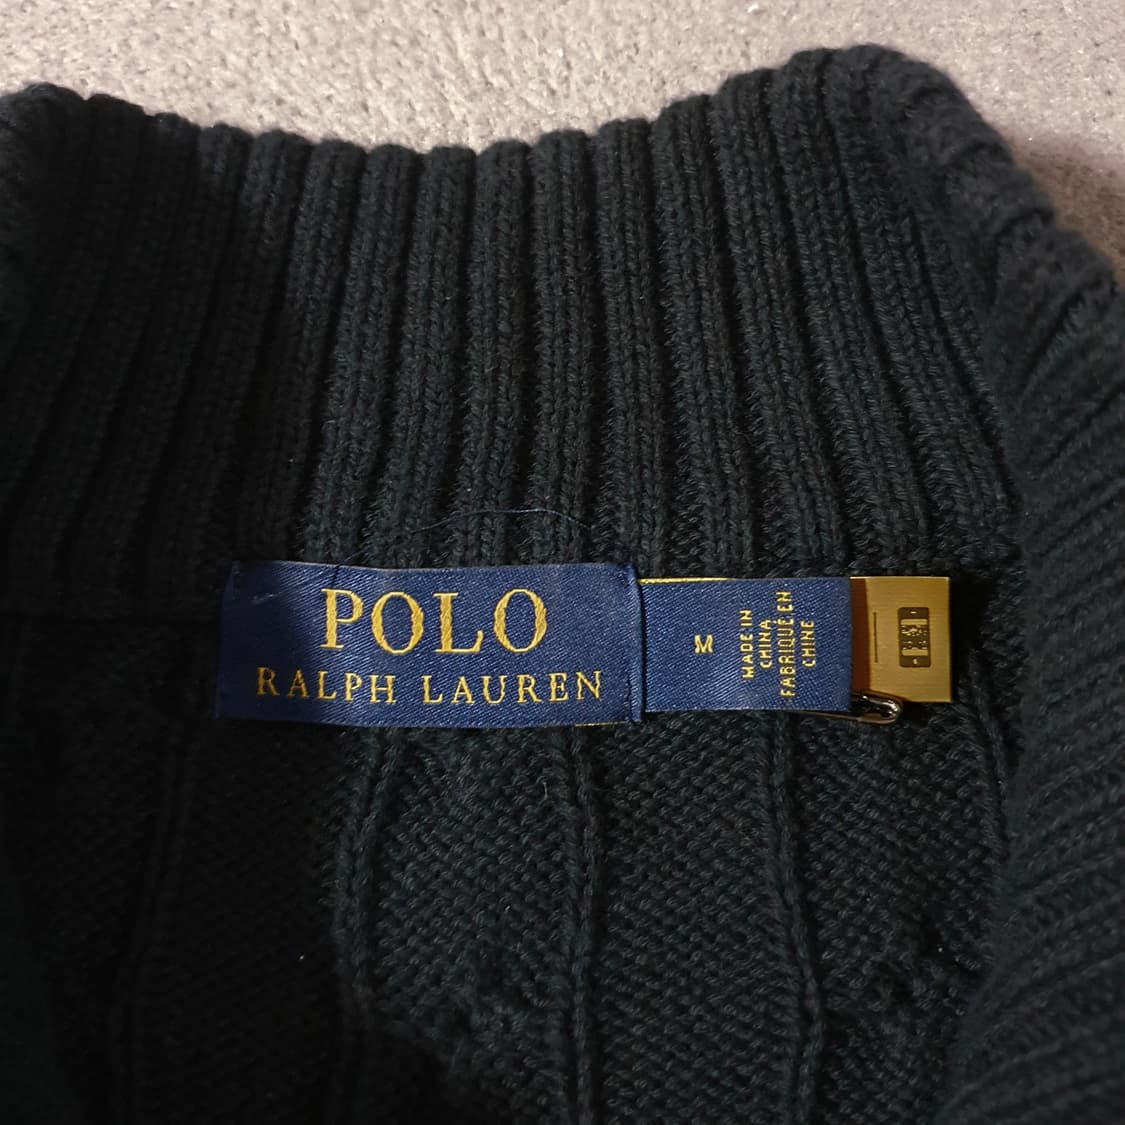 POLO
RALPH LAUREN
M
MADE IN
CHINA
FABRIQUÉ EN
CHINE